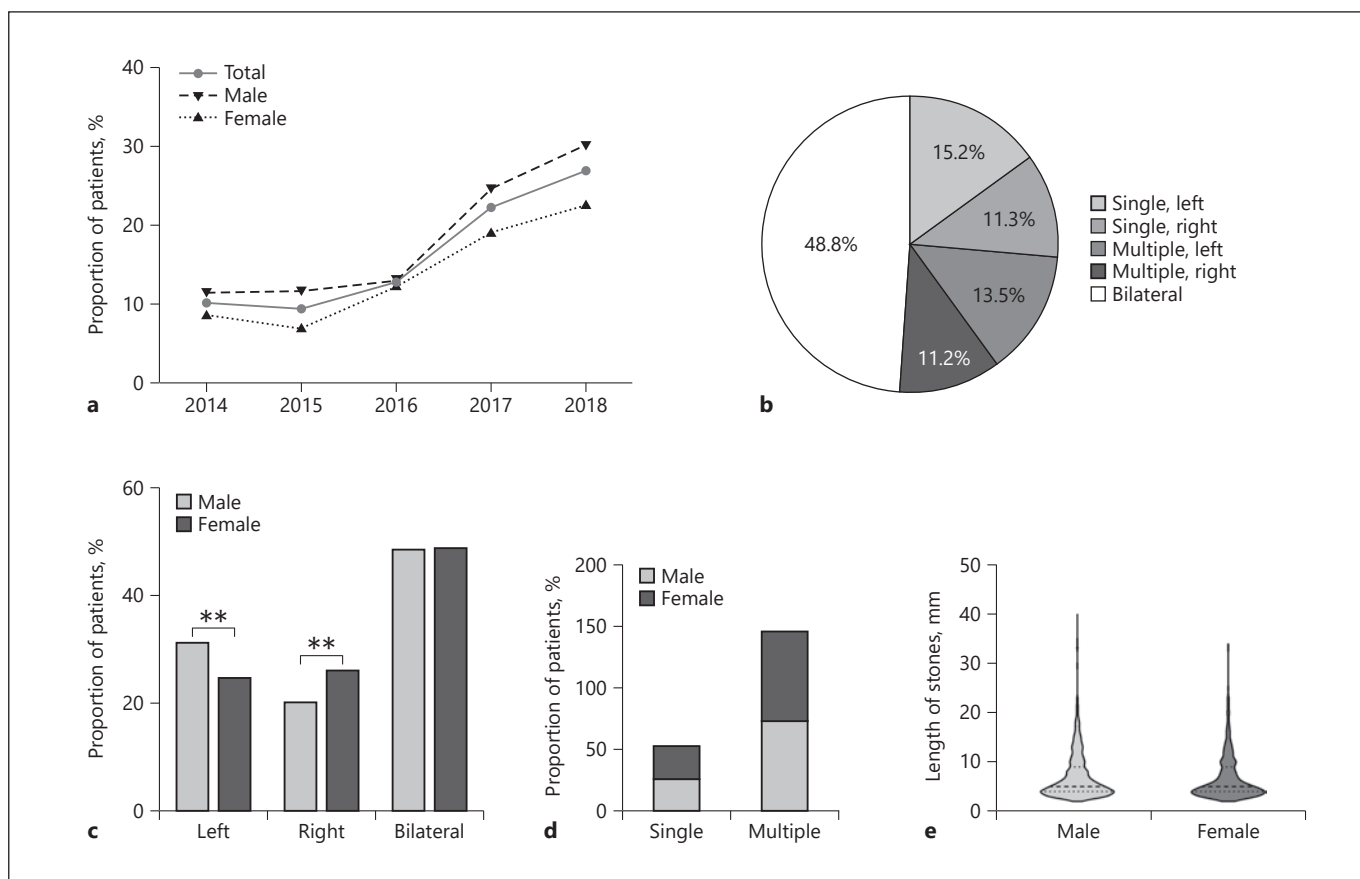 40
30
20
10
0
Proportion of patients, %
Total
Male
Female
2014 2015 2016 2017 2018
a
15.2%
11.3%
13.5%
11.2%
48.8%
Single, left
Single, right
Multiple, left
Multiple, right
Bilateral
b
60
40
20
0
Proportion of patients, %
Male
Female
**
**
Left Right Bilateral
c
200
150
100
50
0
Proportion of patients, %
Male
Female
Single Multiple
d
50
40
30
20
10
0
Length of stones, mm
Male Female
e